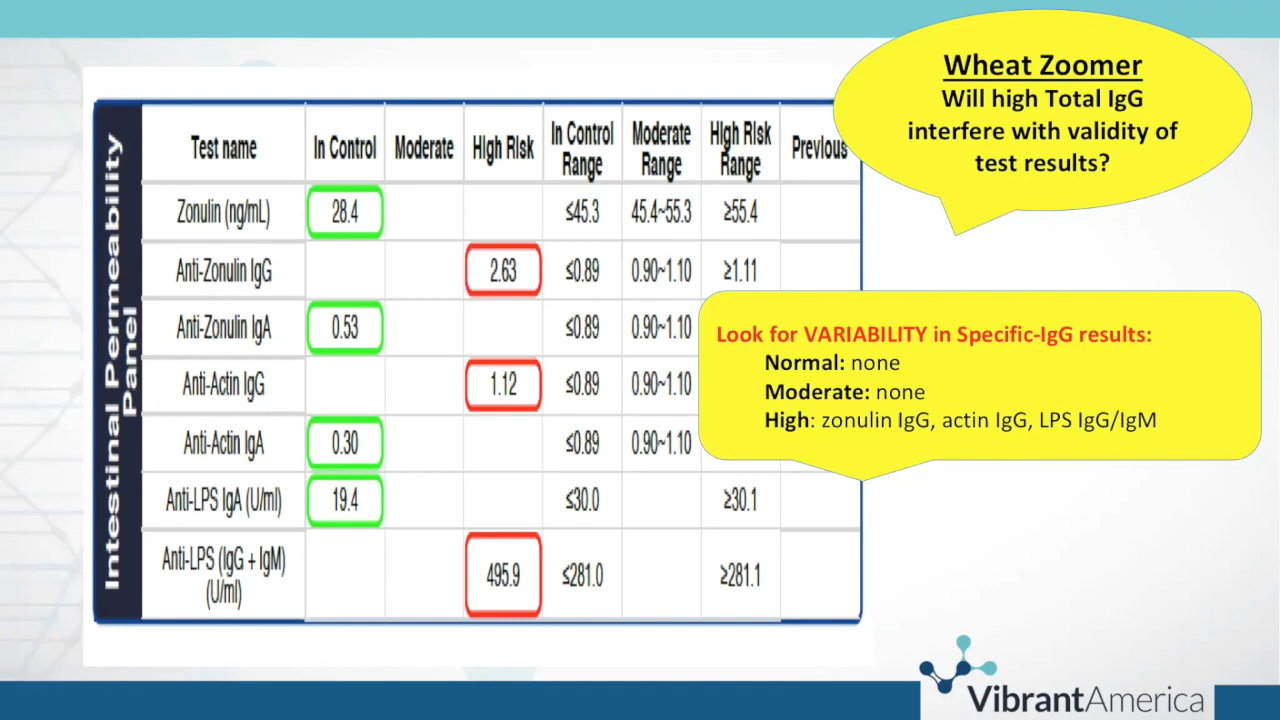 Wheat Zoomer
Will high Total IgG
interfere with validity of
test results?
Intestinal Permeability
Panel
Test name In Control Moderate High Risk In Control Range Moderate Range High Risk Range Previous
Zonulin (ng/mL) 28.4 ≤45.3 45.4~55.3 ≥55.4
Anti-Zonulin IgG 2.63 ≤0.89 0.90~1.10 ≥1.11
Anti-Zonulin IgA 0.53 ≤0.89 0.90~1.10
Anti-Actin IgG 1.12 ≤0.89 0.90~1.10
Anti-Actin IgA 0.30 ≤0.89 0.90~1.10
Anti-LPS IgA (U/ml) 19.4 ≤30.0 ≥30.1
Anti-LPS (IgG + IgM) (U/ml) 495.9 ≤281.0 ≥281.1
Look for VARIABILITY in Specific-IgG results:
Normal: none
Moderate: none
High: zonulin IgG, actin IgG, LPS IgG/IgM
VibrantAmerica